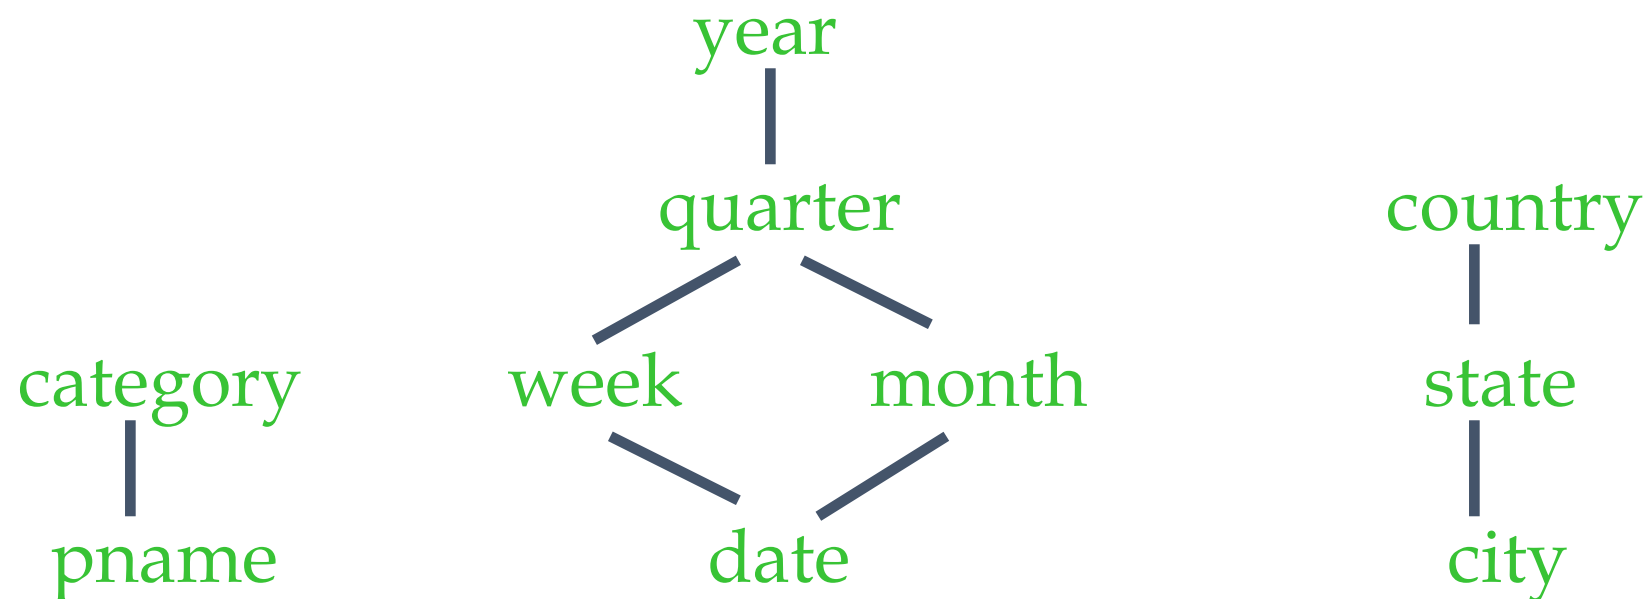 year
quarter
country
category
week
month
state
pname
date
city